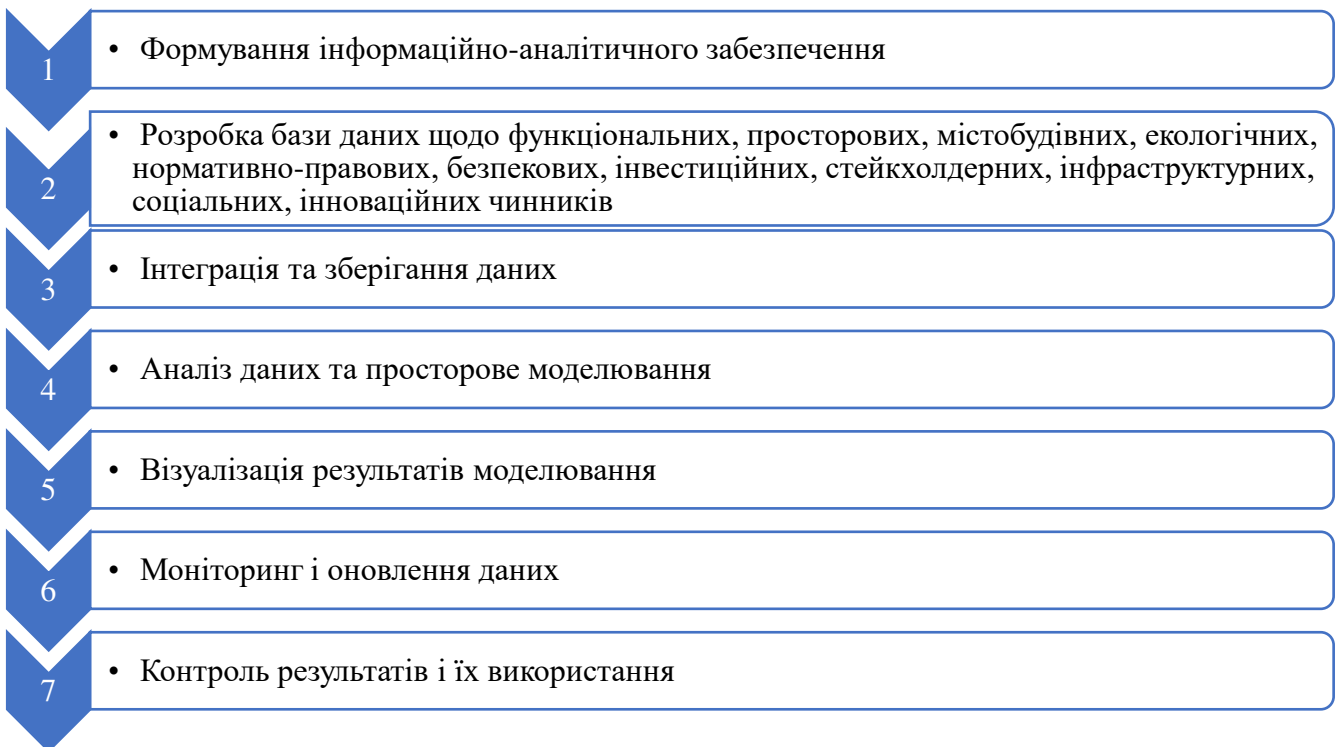 1
• Формування інформаційно-аналітичного забезпечення
2
• Розробка бази даних щодо функціональних, просторових, містобудівних, екологічних,
нормативно-правових, безпекових, інвестиційних, стейкхолдерних, інфраструктурних,
соціальних, інноваційних чинників
3
• Інтеграція та зберігання даних
4
• Аналіз даних та просторове моделювання
5
• Візуалізація результатів моделювання
6
• Моніторинг і оновлення даних
7
• Контроль результатів і їх використання